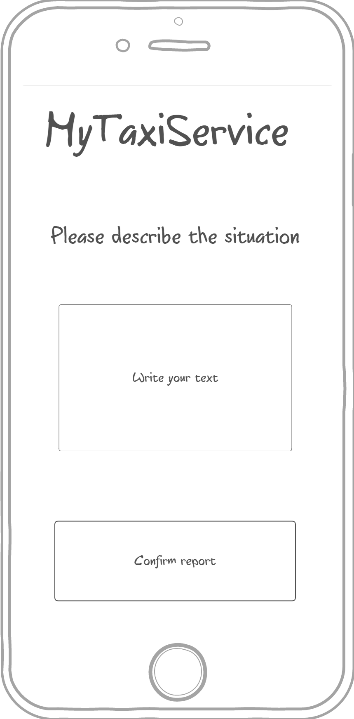 MyTaxiService
Please describe the situation
Write your text
Confirm report